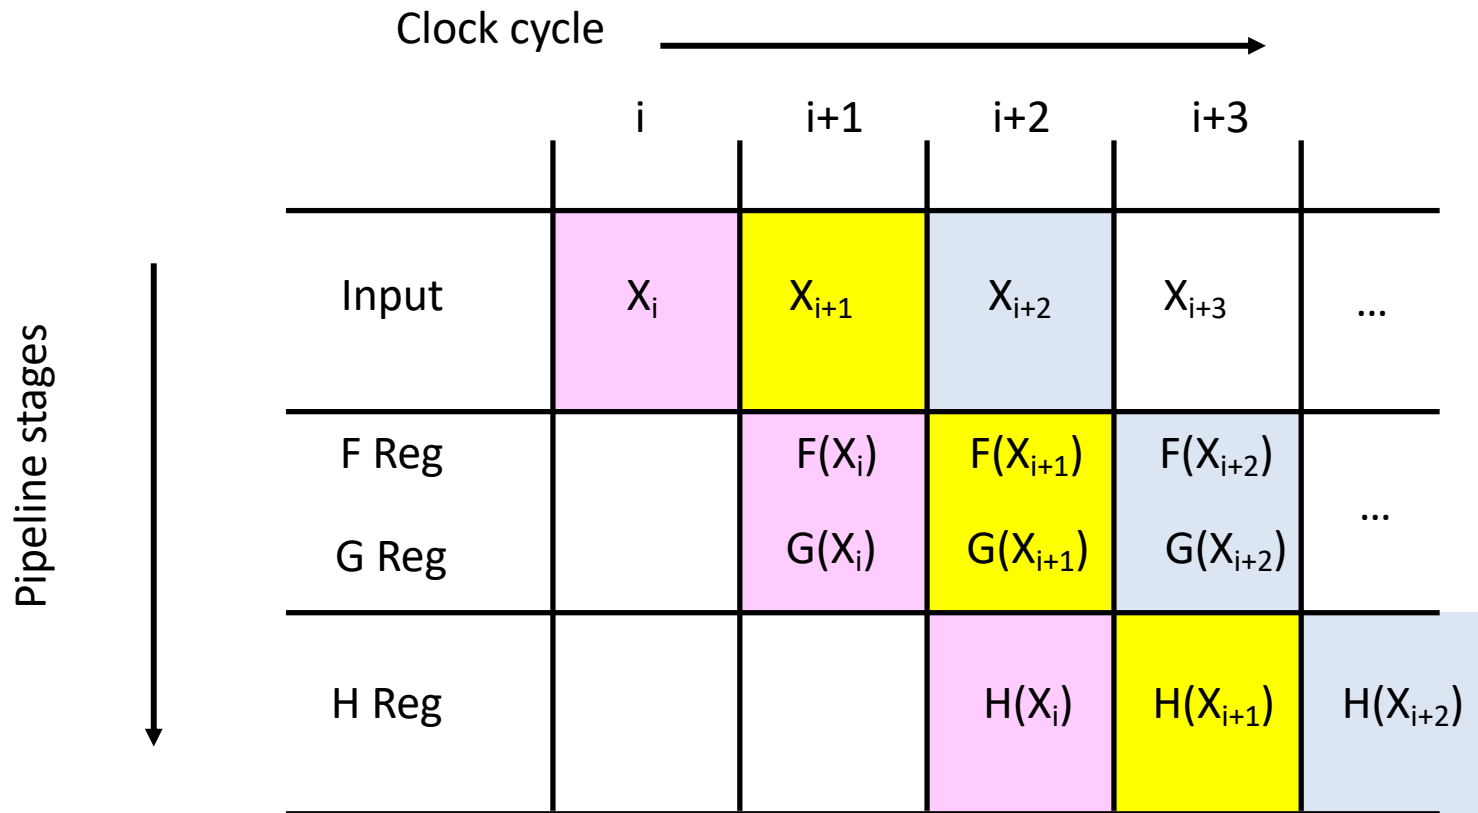 Clock cycle
i i+1 i+2 i+3
Pipeline stages
Input Xᵢ Xᵢ₊₁ Xᵢ₊₂ Xᵢ₊₃ ...
F Reg F(Xᵢ) F(Xᵢ₊₁) F(Xᵢ₊₂)
...
G Reg G(Xᵢ) G(Xᵢ₊₁) G(Xᵢ₊₂)
H Reg H(Xᵢ) H(Xᵢ₊₁) H(Xᵢ₊₂)